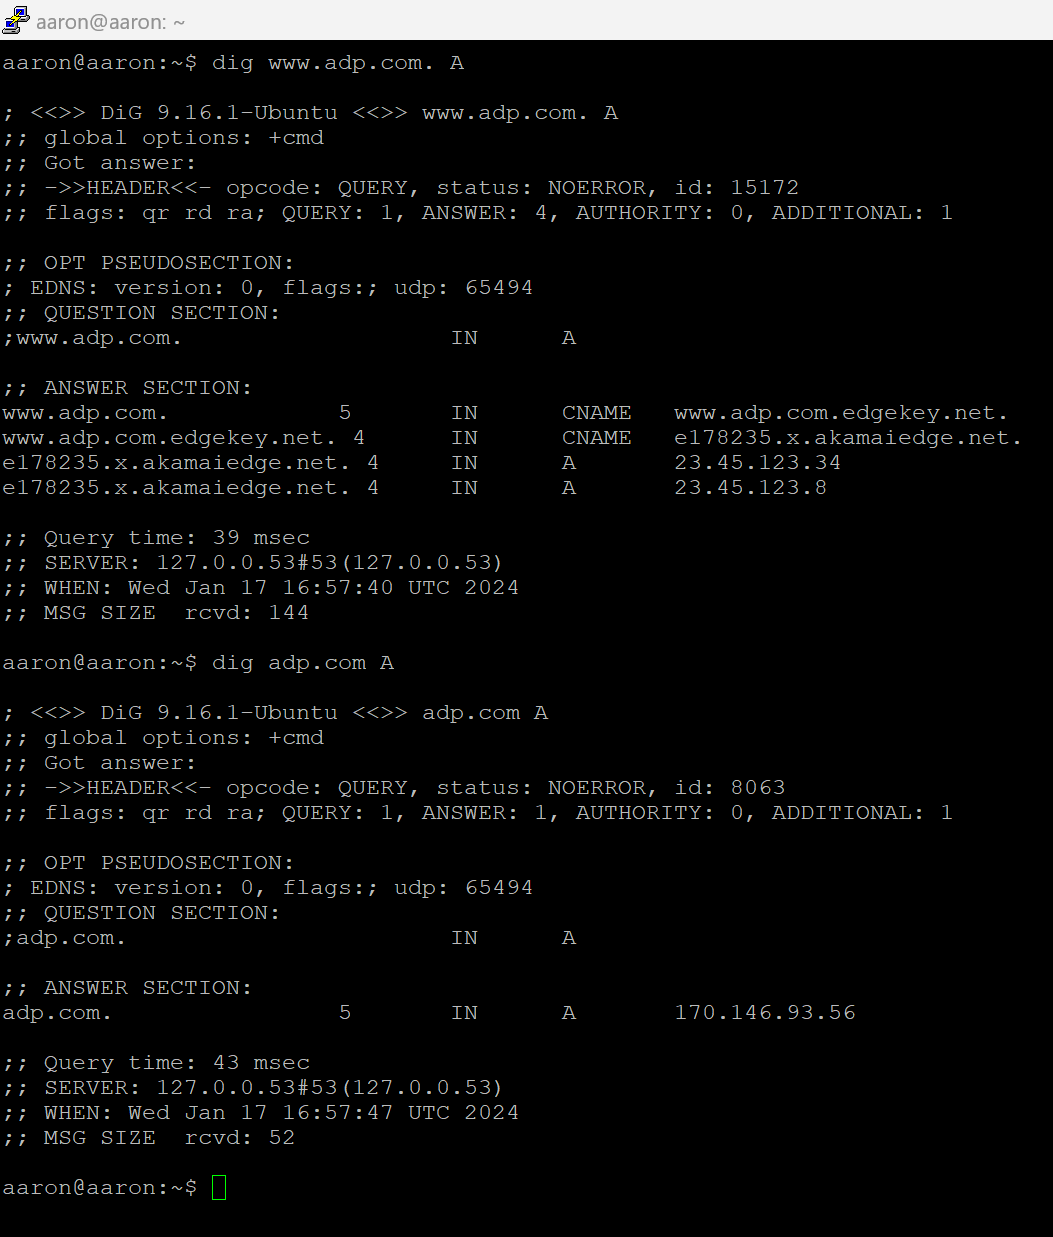 aaron@aaron: ~
aaron@aaron:~$ dig www.adp.com. A
; <<>> DiG 9.16.1-Ubuntu <<>> www.adp.com. A
;; global options: +cmd
;; Got answer:
;; ->>HEADER<<- opcode: QUERY, status: NOERROR, id: 15172
;; flags: qr rd ra; QUERY: 1, ANSWER: 4, AUTHORITY: 0, ADDITIONAL: 1
;; OPT PSEUDOSECTION:
; EDNS: version: 0, flags:; udp: 65494
;; QUESTION SECTION:
;www.adp.com. IN A
;; ANSWER SECTION:
www.adp.com. 5 IN CNAME www.adp.com.edgekey.net.
www.adp.com.edgekey.net. 4 IN CNAME e178235.x.akamaiedge.net.
e178235.x.akamaiedge.net. 4 IN A 23.45.123.34
e178235.x.akamaiedge.net. 4 IN A 23.45.123.8
;; Query time: 39 msec
;; SERVER: 127.0.0.53#53(127.0.0.53)
;; WHEN: Wed Jan 17 16:57:40 UTC 2024
;; MSG SIZE  rcvd: 144
aaron@aaron:~$ dig adp.com A
; <<>> DiG 9.16.1-Ubuntu <<>> adp.com A
;; global options: +cmd
;; Got answer:
;; ->>HEADER<<- opcode: QUERY, status: NOERROR, id: 8063
;; flags: qr rd ra; QUERY: 1, ANSWER: 1, AUTHORITY: 0, ADDITIONAL: 1
;; OPT PSEUDOSECTION:
; EDNS: version: 0, flags:; udp: 65494
;; QUESTION SECTION:
;adp.com. IN A
;; ANSWER SECTION:
adp.com. 5 IN A 170.146.93.56
;; Query time: 43 msec
;; SERVER: 127.0.0.53#53(127.0.0.53)
;; WHEN: Wed Jan 17 16:57:47 UTC 2024
;; MSG SIZE  rcvd: 52
aaron@aaron:~$